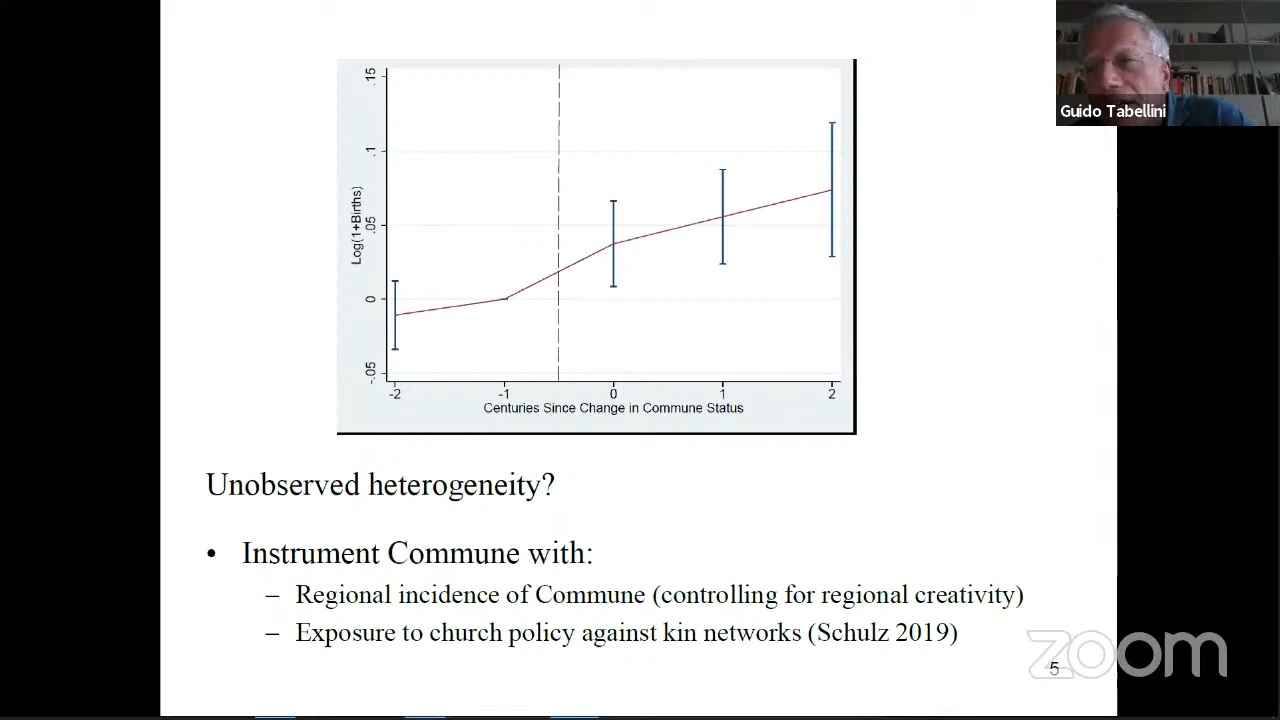 Guido Tabellini
.15
.1
.05
0
-.05
Log(1+Births)
-2 -1 0 1 2
Centuries Since Change in Commune Status
Unobserved heterogeneity?
• Instrument Commune with:
– Regional incidence of Commune (controlling for regional creativity)
– Exposure to church policy against kin networks (Schulz 2019)
zoom
5